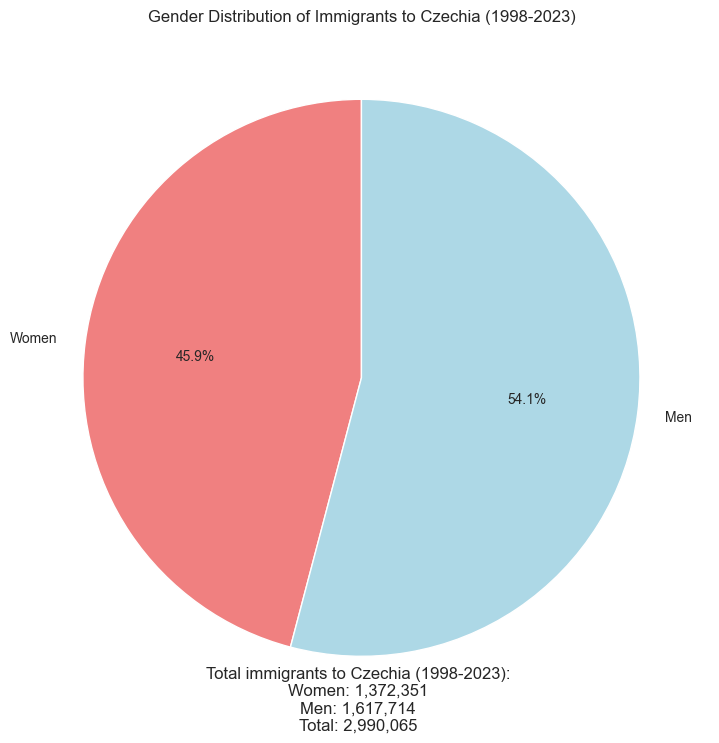 Gender Distribution of Immigrants to Czechia (1998-2023)
Women
45.9%
54.1%
Men
Total immigrants to Czechia (1998-2023):
Women: 1,372,351
Men: 1,617,714
Total: 2,990,065